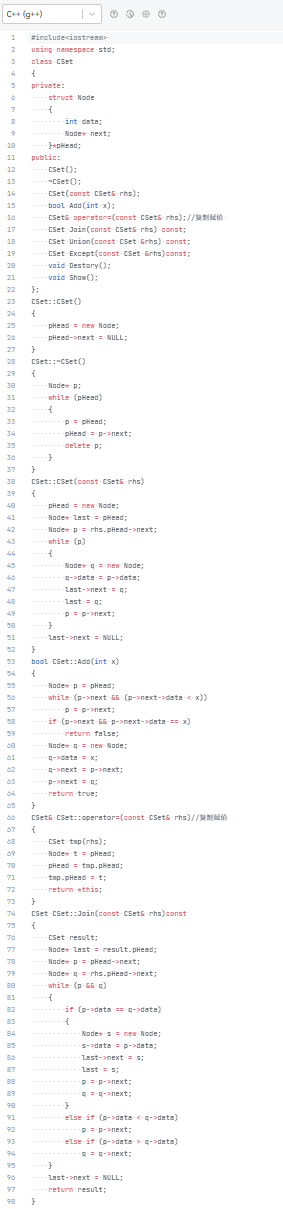 C++ (g++)
1 #include<iostream>
2 using namespace std;
3 class CSet
4 {
5 private:
6 struct Node
7 {
8 int data;
9 Node* next;
10 }*pHead;
11 public:
12 CSet();
13 ~CSet();
14 CSet(const CSet& rhs);
15 bool Add(int x);
16 CSet& operator=(const CSet& rhs);//复制赋值
17 CSet Join(const CSet& rhs) const;
18 CSet Union(const CSet &rhs) const;
19 CSet Except(const CSet &rhs)const;
20 void Destory();
21 void Show();
22 };
23 CSet::CSet()
24 {
25 pHead = new Node;
26 pHead->next = NULL;
27 }
28 CSet::~CSet()
29 {
30 Node* p;
31 while (pHead)
32 {
33 p = pHead;
34 pHead = p->next;
35 delete p;
36 }
37 }
38 CSet::CSet(const CSet& rhs)
39 {
40 pHead = new Node;
41 Node* last = pHead;
42 Node* p = rhs.pHead->next;
43 while (p)
44 {
45 Node* q = new Node;
46 q->data = p->data;
47 last->next = q;
48 last = q;
49 p = p->next;
50 }
51 last->next = NULL;
52 }
53 bool CSet::Add(int x)
54 {
55 Node* p = pHead;
56 while (p->next && (p->next->data < x))
57 p = p->next;
58 if (p->next && p->next->data == x)
59 return false;
60 Node* q = new Node;
61 q->data = x;
62 q->next = p->next;
63 p->next = q;
64 return true;
65 }
66 CSet& CSet::operator=(const CSet& rhs)//复制赋值
67 {
68 CSet tmp(rhs);
69 Node* t = pHead;
70 pHead = tmp.pHead;
71 tmp.pHead = t;
72 return *this;
73 }
74 CSet CSet::Join(const CSet& rhs)const
75 {
76 CSet result;
77 Node* last = result.pHead;
78 Node* p = pHead->next;
79 Node* q = rhs.pHead->next;
80 while (p && q)
81 {
82 if (p->data == q->data)
83 {
84 Node* s = new Node;
85 s->data = p->data;
86 last->next = s;
87 last = s;
88 p = p->next;
89 q = q->next;
90 }
91 else if (p->data < q->data)
92 p = p->next;
93 else if (p->data > q->data)
94 q = q->next;
95 }
96 last->next = NULL;
97 return result;
98 }